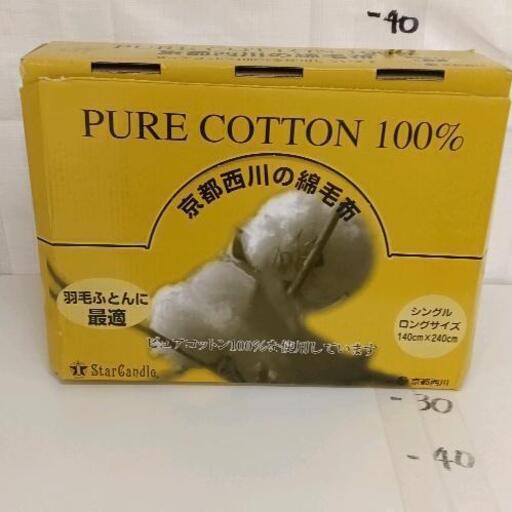 -40
PURE COTTON 100%
京都西川の綿毛布
羽毛ふとんに
最適
シングル
ロングサイズ
140cm×240cm
ピュアコットン100%を使用しています
StarCandle
京都西川
-30
-40